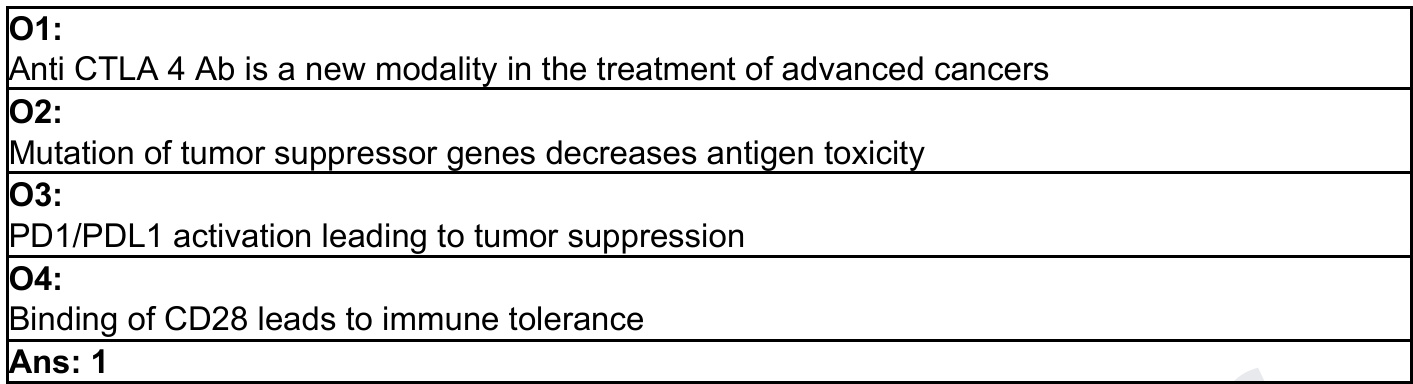 O1:
Anti CTLA 4 Ab is a new modality in the treatment of advanced cancers
O2:
Mutation of tumor suppressor genes decreases antigen toxicity
O3:
PD1/PDL1 activation leading to tumor suppression
O4:
Binding of CD28 leads to immune tolerance
Ans: 1